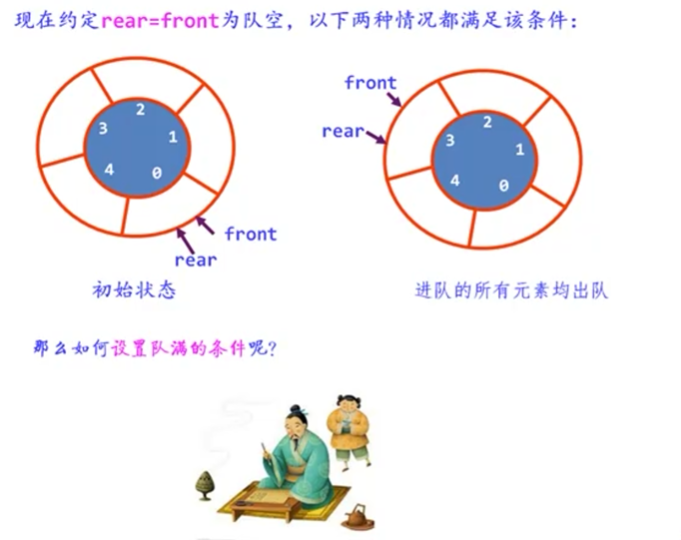 现在约定rear=front为队空，以下两种情况都满足该条件：
2
3
1
4
0
front
rear
初始状态
front
rear
2
3
1
4
0
进队的所有元素均出队
那么如何设置队满的条件呢?